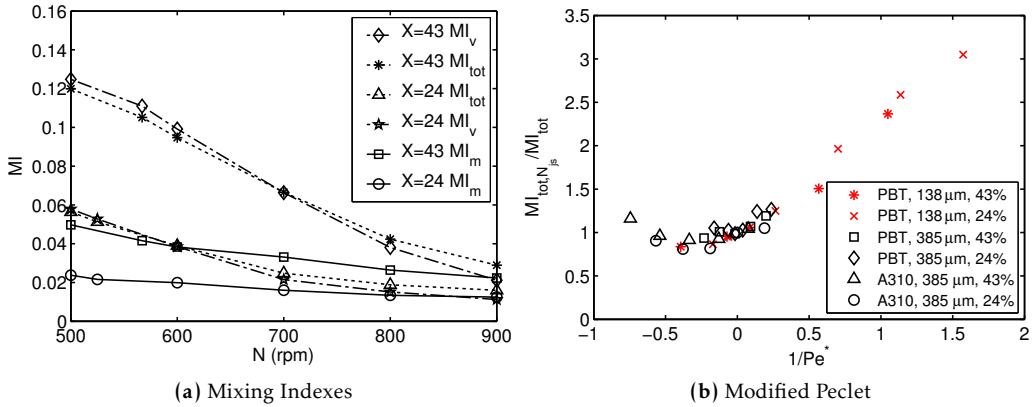 0.16
0.14
0.12
0.1
0.08
0.06
0.04
0.02
0
MI
500
600
700
800
900
N (rpm)
X=43 MI_v
X=43 MI_tot
X=24 MI_tot
X=24 MI_v
X=43 MI_m
X=24 MI_m
(a) Mixing Indexes
3.5
3
2.5
2
1.5
1
0.5
0
MI_tot,N_js/MI_tot
−1
−0.5
0
0.5
1
1.5
2
1/Pe*
PBT, 138 μm, 43%
PBT, 138 μm, 24%
PBT, 385 μm, 43%
PBT, 385 μm, 24%
A310, 385 μm, 43%
A310, 385 μm, 24%
(b) Modified Peclet